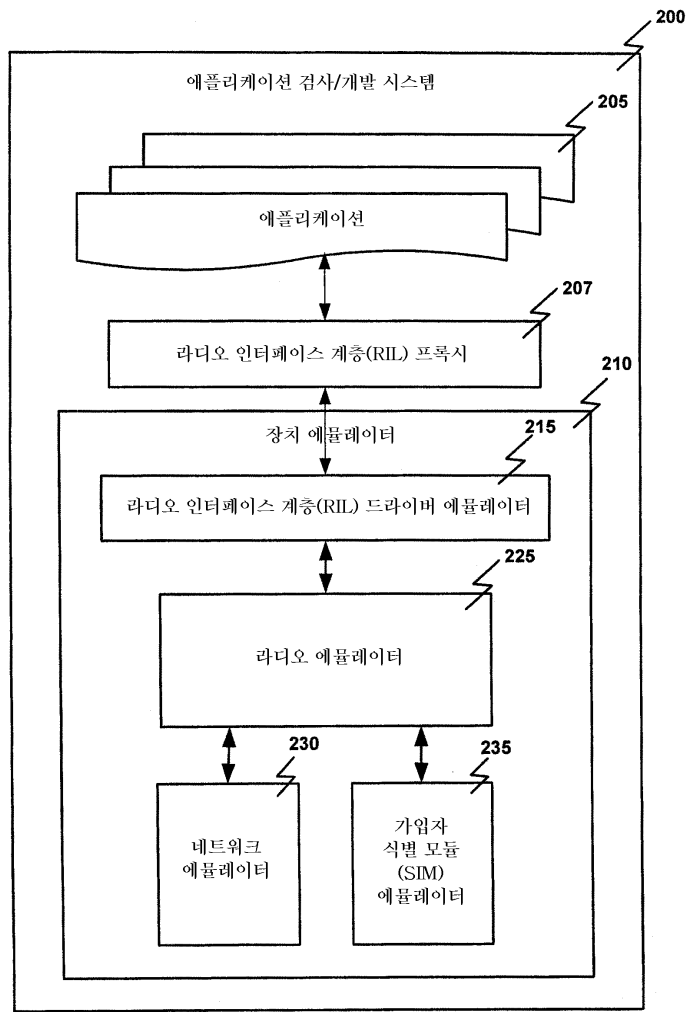 200
애플리케이션 검사/개발 시스템
205
애플리케이션
207
라디오 인터페이스 계층(RIL) 프록시
210
장치 에뮬레이터
215
라디오 인터페이스 계층(RIL) 드라이버 에뮬레이터
225
라디오 에뮬레이터
230
네트워크
에뮬레이터
235
가입자
식별 모듈
(SIM)
에뮬레이터